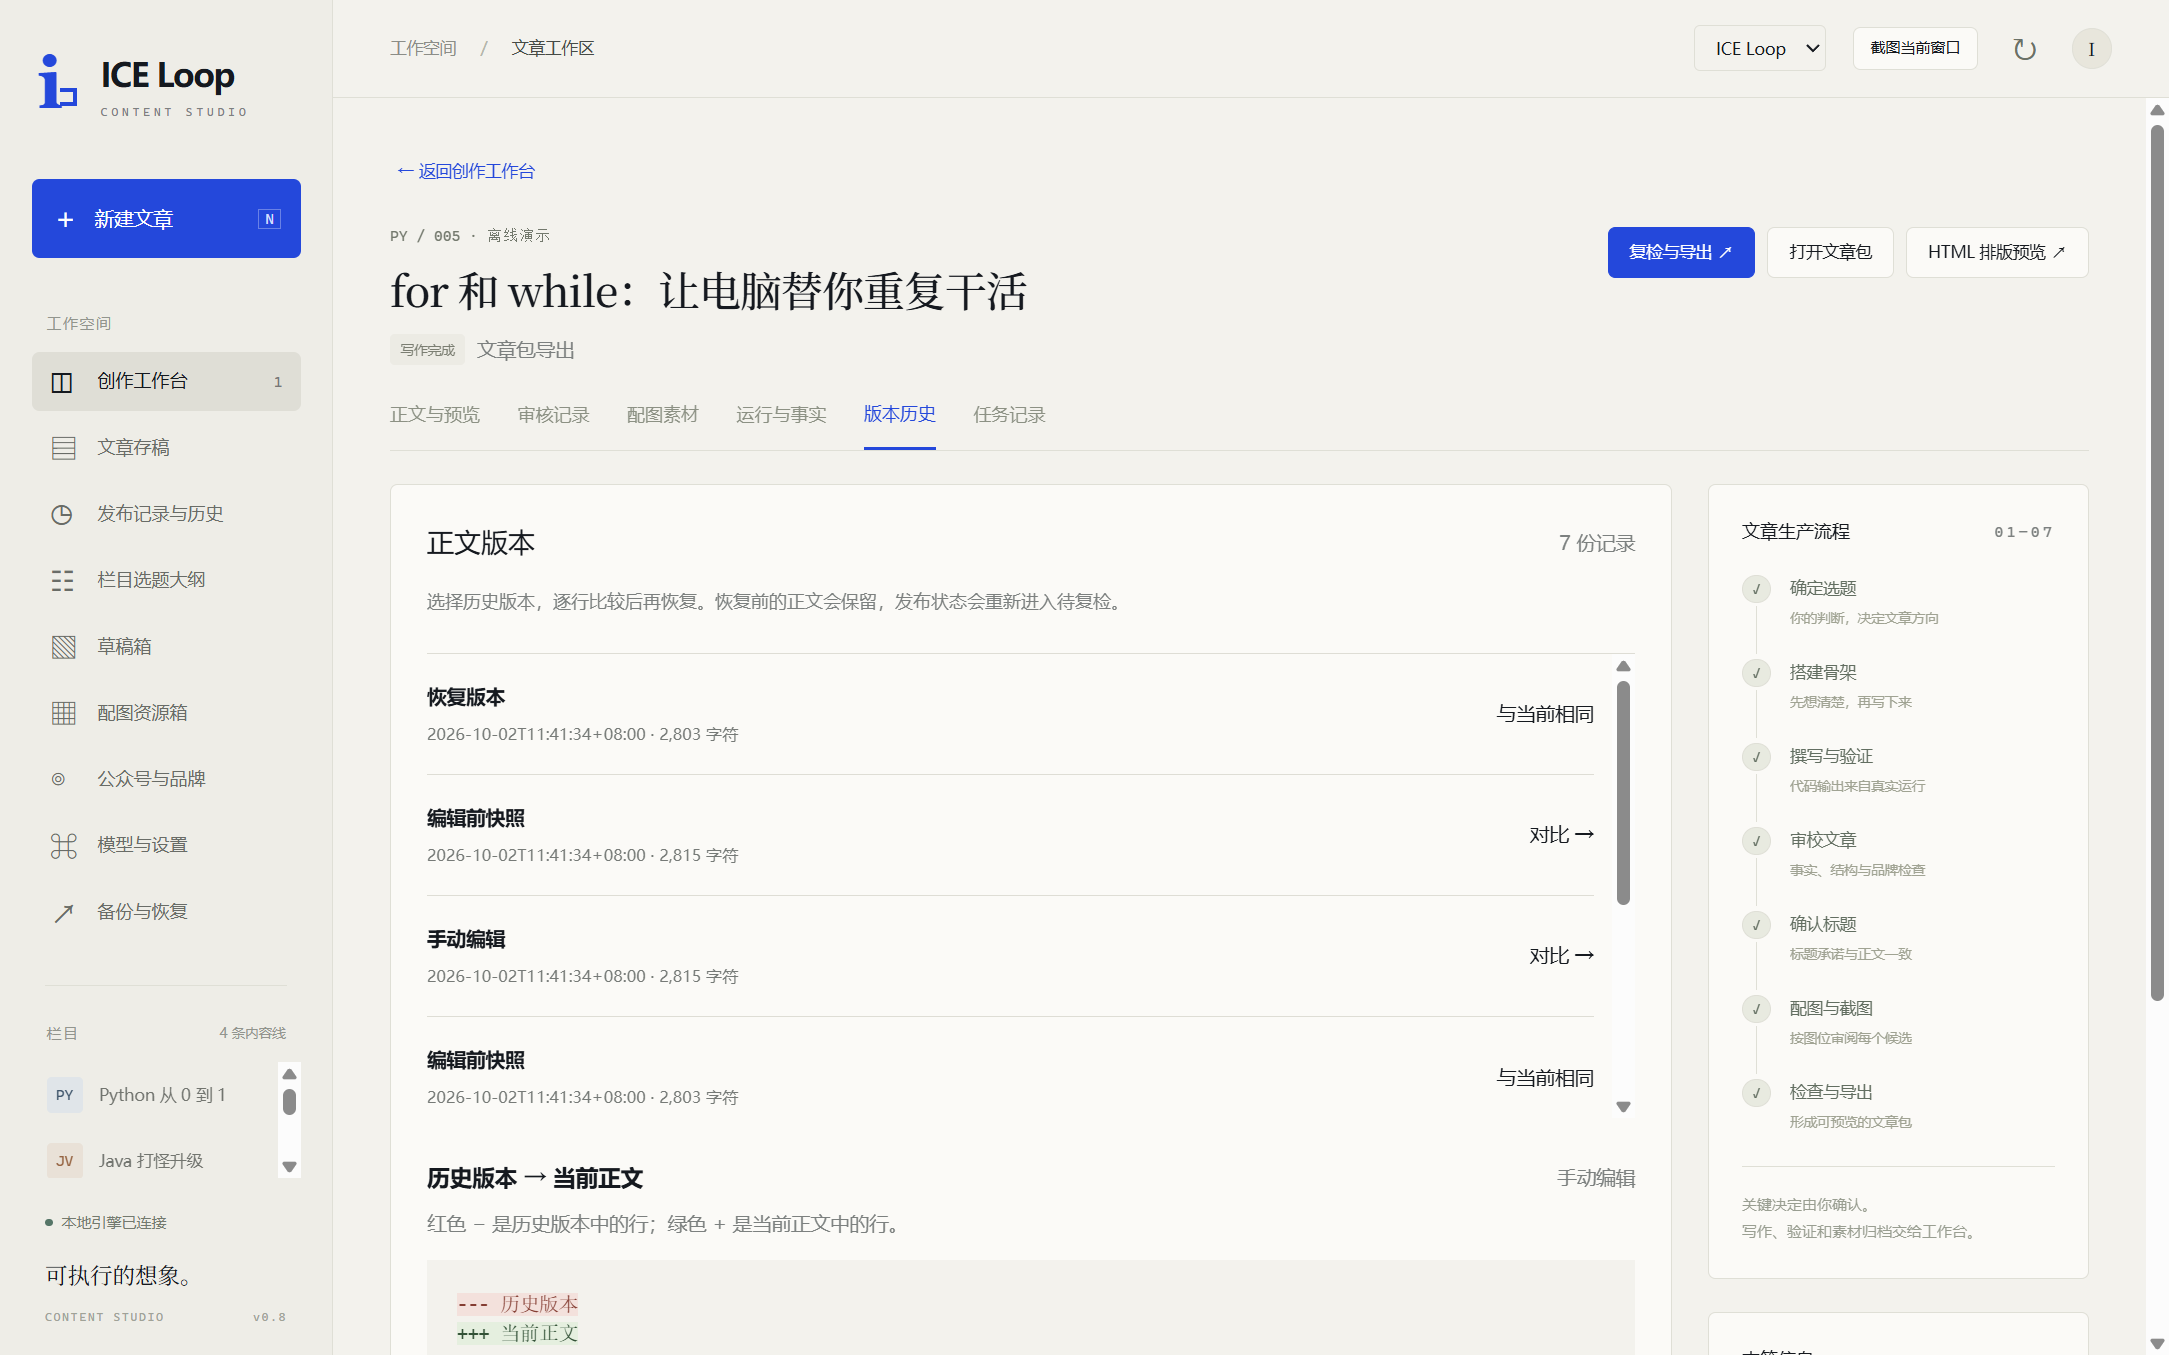 ICE Loop
CONTENT STUDIO
+ 新建文章 N
工作空间
创作工作台 1
文章存稿
发布记录与历史
栏目选题大纲
草稿箱
配图资源箱
公众号与品牌
模型与设置
备份与恢复
栏目 4 条内容线
PY Python 从 0 到 1
JV Java 打怪升级
本地引擎已连接
可执行的想象。
CONTENT STUDIO v0.8
工作空间 / 文章工作区
ICE Loop
截图当前窗口
I
← 返回创作工作台
PY / 005 · 离线演示
for 和 while：让电脑替你重复干活
写作完成 文章包导出
复检与导出 ↗
打开文章包
HTML 排版预览 ↗
正文与预览 审核记录 配图素材 运行与事实 版本历史 任务记录
正文版本 7 份记录
选择历史版本，逐行比较后再恢复。恢复前的正文会保留，发布状态会重新进入待复检。
恢复版本
2026-10-02T11:41:34+08:00 · 2,803 字符
与当前相同
编辑前快照
2026-10-02T11:41:34+08:00 · 2,815 字符
对比 →
手动编辑
2026-10-02T11:41:34+08:00 · 2,815 字符
对比 →
编辑前快照
2026-10-02T11:41:34+08:00 · 2,803 字符
与当前相同
历史版本 → 当前正文 手动编辑
红色 − 是历史版本中的行；绿色 + 是当前正文中的行。
--- 历史版本
+++ 当前正文
文章生产流程 01—07
✓ 确定选题
你的判断，决定文章方向
✓ 搭建骨架
先想清楚，再写下来
✓ 撰写与验证
代码输出来自真实运行
✓ 审校文章
事实、结构与品牌检查
✓ 确认标题
标题承诺与正文一致
✓ 配图与截图
按图位审阅每个候选
✓ 检查与导出
形成可预览的文章包
关键决定由你确认。
写作、验证和素材归档交给工作台。